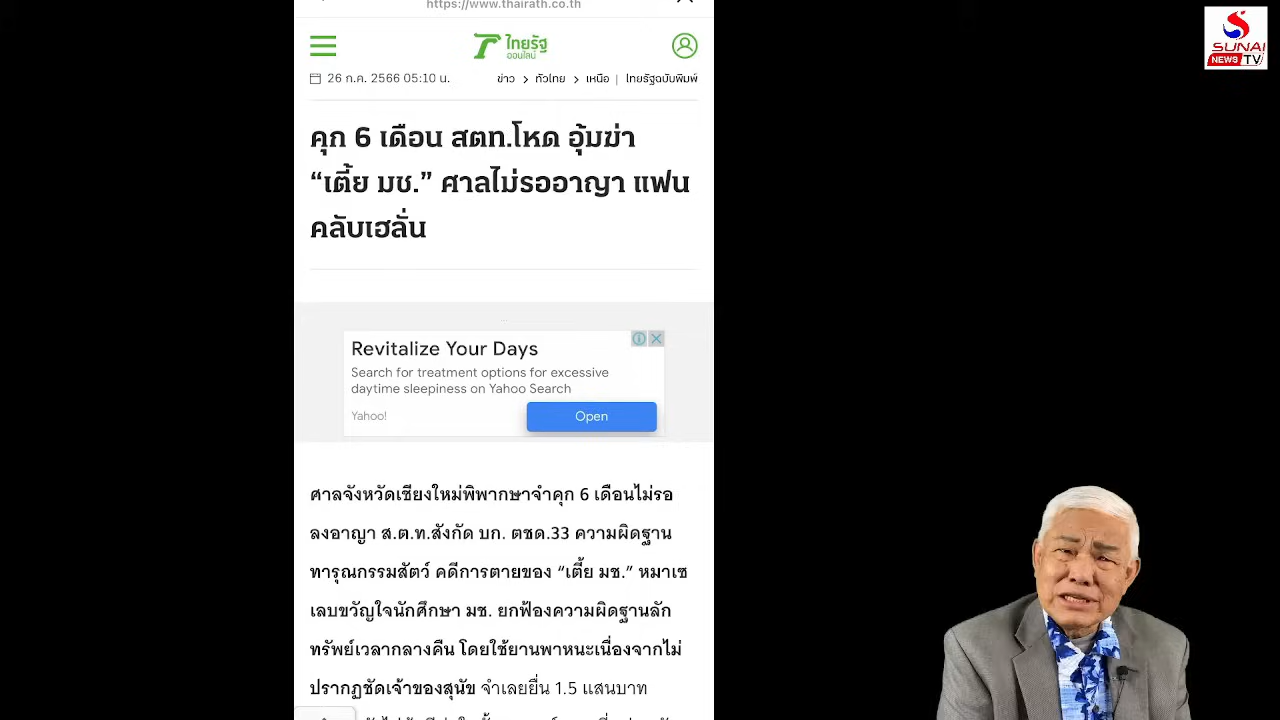 https://www.thairath.co.th
SUNAI
NEWS TV
ไทยรัฐ
ออนไลน์
26 ก.ค. 2566 05:10 น.
ข่าว > ทั่วไทย > เหนือ | ไทยรัฐฉบับพิมพ์
คุก 6 เดือน สตท.โหด อุ้มฆ่า
“เตี้ย มช.” ศาลไม่รออาญา แฟน
คลับเฮลั่น
Revitalize Your Days
Search for treatment options for excessive
daytime sleepiness on Yahoo Search
Yahoo!
Open
ศาลจังหวัดเชียงใหม่พิพากษาจำคุก 6 เดือนไม่รอ
ลงอาญา ส.ต.ท.สังกัด บก. ตชด.33 ความผิดฐาน
ทารุณกรรมสัตว์ คดีการตายของ “เตี้ย มช.” หมาเซ
เลบขวัญใจนักศึกษา มช. ยกฟ้องความผิดฐานลัก
ทรัพย์เวลากลางคืน โดยใช้ยานพาหนะเนื่องจากไม่
ปรากฏชัดเจ้าของสุนัข จำเลยยื่น 1.5 แสนบาท